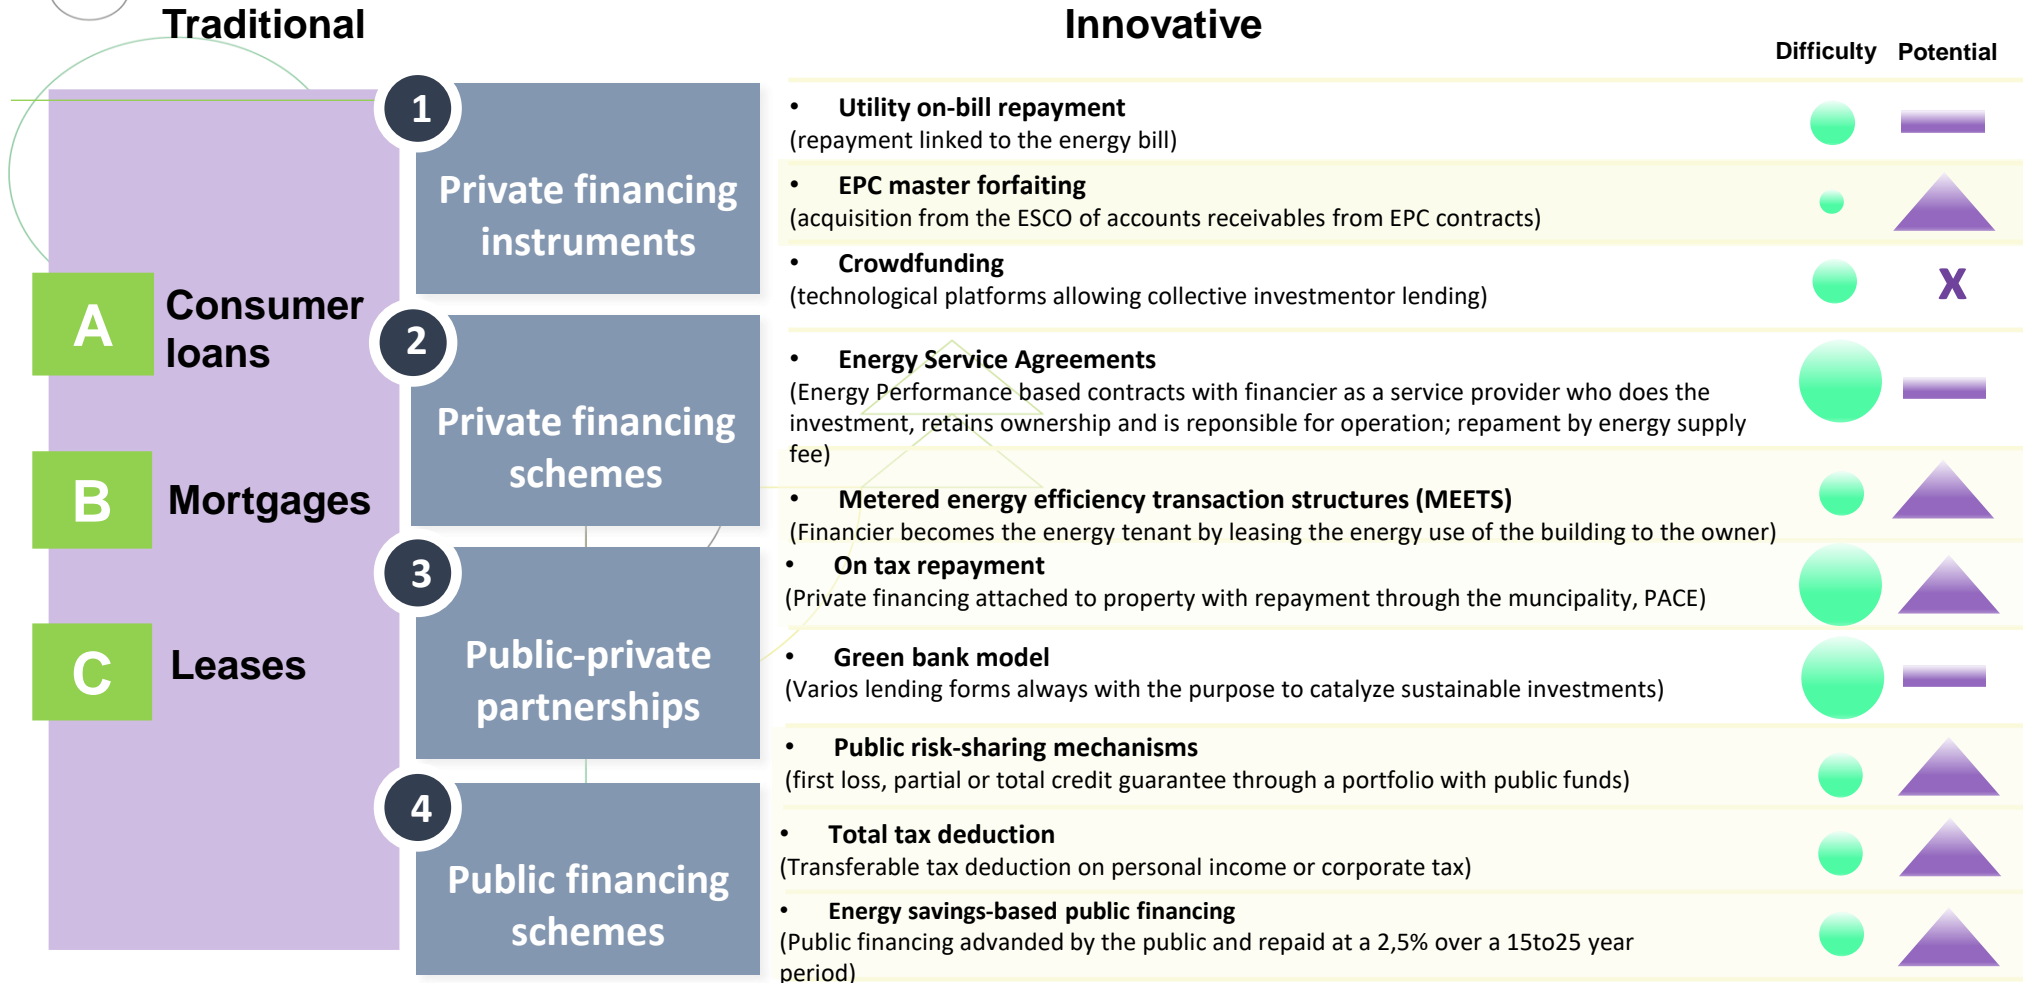 Traditional
Innovative
Difficulty Potential
A
Consumer
loans
B
Mortgages
C
Leases
1
Private financing
instruments
2
Private financing
schemes
3
Public-private
partnerships
4
Public financing
schemes
• Utility on-bill repayment
(repayment linked to the energy bill)
• EPC master forfaiting
(acquisition from the ESCO of accounts receivables from EPC contracts)
• Crowdfunding
(technological platforms allowing collective investmentor lending)
X
• Energy Service Agreements
(Energy Performance based contracts with financier as a service provider who does the
investment, retains ownership and is reponsible for operation; repament by energy supply
fee)
• Metered energy efficiency transaction structures (MEETS)
(Financier becomes the energy tenant by leasing the energy use of the building to the owner)
• On tax repayment
(Private financing attached to property with repayment through the muncipality, PACE)
• Green bank model
(Varios lending forms always with the purpose to catalyze sustainable investments)
• Public risk-sharing mechanisms
(first loss, partial or total credit guarantee through a portfolio with public funds)
• Total tax deduction
(Transferable tax deduction on personal income or corporate tax)
• Energy savings-based public financing
(Public financing advanded by the public and repaid at a 2,5% over a 15to25 year
period)